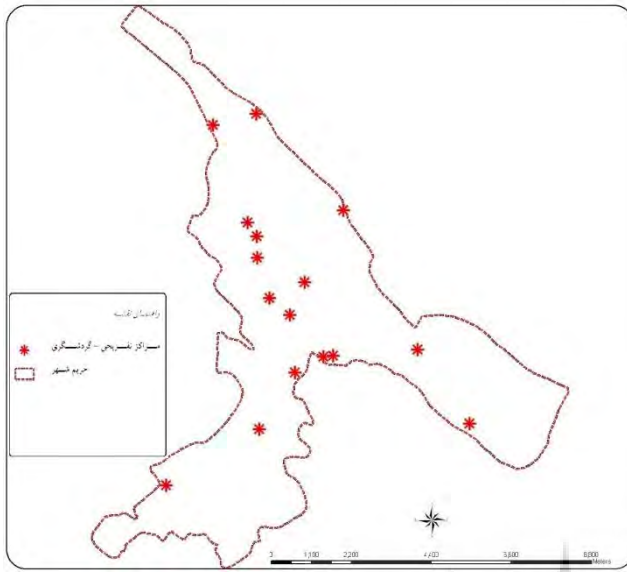 راهنمای نقشه
مراکز تفریحی - گردشگری
حریم شهر
0 1,100 2,200 4,400 6,600 8,800
Meters